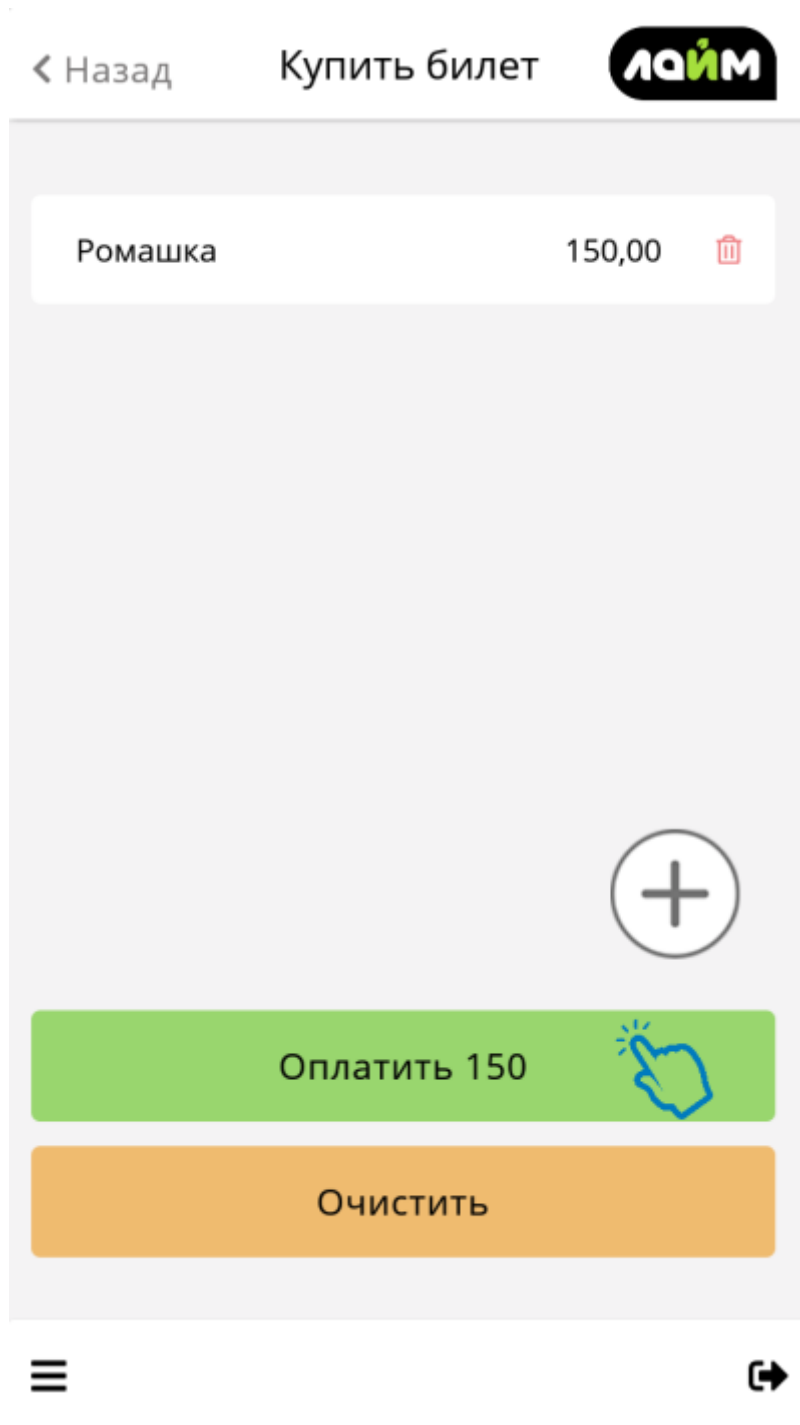 Назад
Купить билет
лайм
Ромашка 150,00
Оплатить 150
Очистить